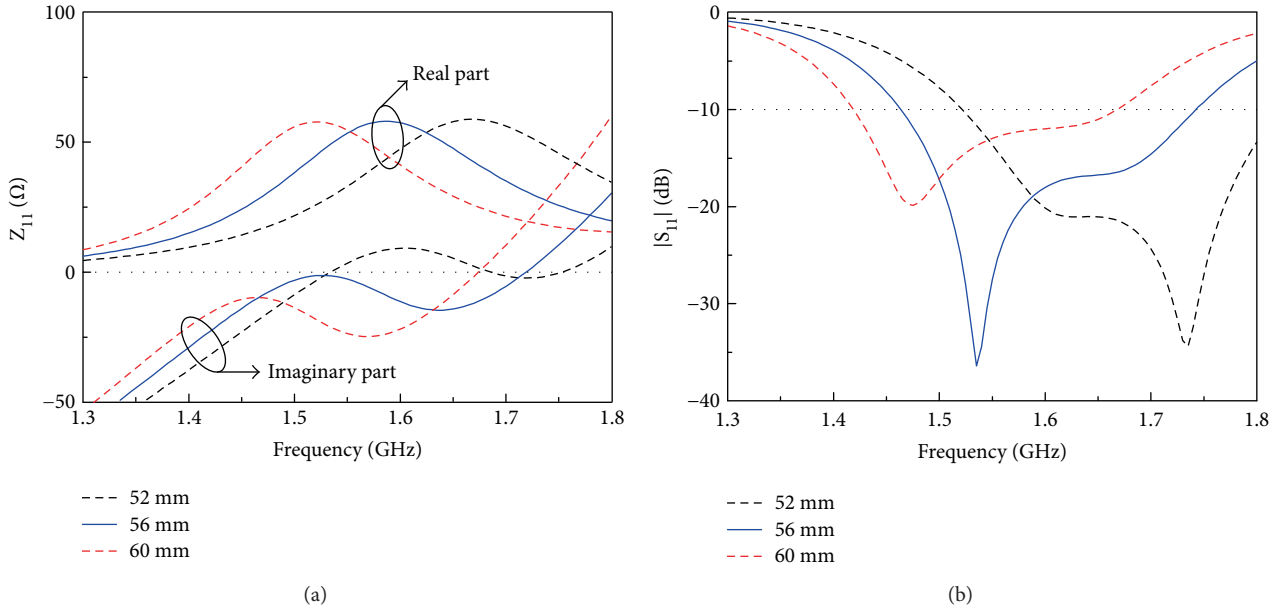 100
50
0
−50
Z11 (Ω)
Real part
Imaginary part
1.3 1.4 1.5 1.6 1.7 1.8
Frequency (GHz)
52 mm
56 mm
60 mm
(a)
0
−10
−20
−30
−40
|S11| (dB)
1.3 1.4 1.5 1.6 1.7 1.8
Frequency (GHz)
52 mm
56 mm
60 mm
(b)